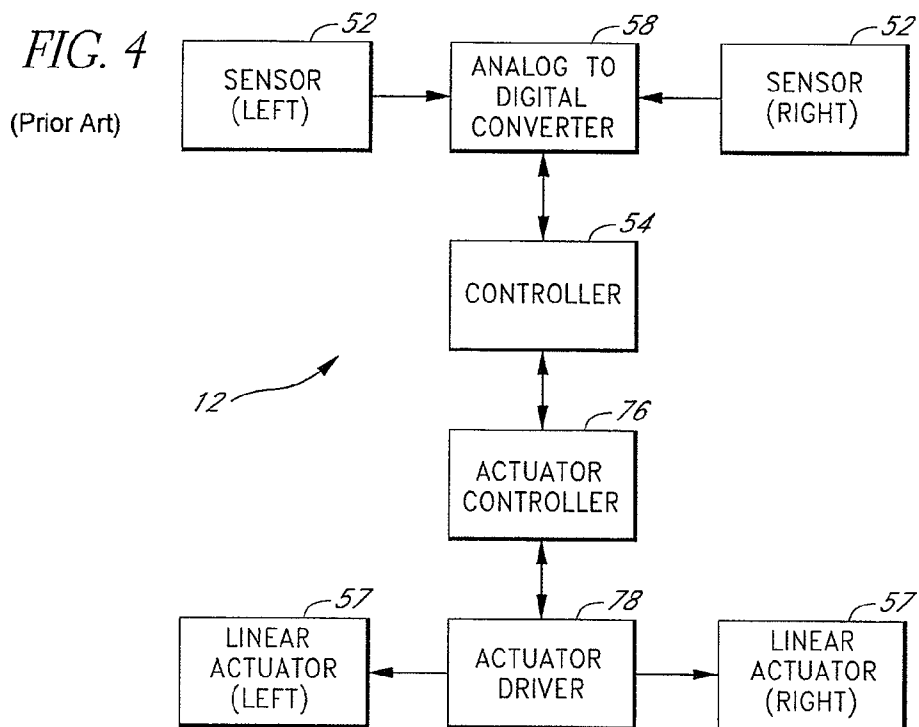 FIG. 4
(Prior Art)
52
SENSOR
(LEFT)
58
ANALOG TO
DIGITAL
CONVERTER
52
SENSOR
(RIGHT)
54
CONTROLLER
12
76
ACTUATOR
CONTROLLER
57
LINEAR
ACTUATOR
(LEFT)
78
ACTUATOR
DRIVER
57
LINEAR
ACTUATOR
(RIGHT)